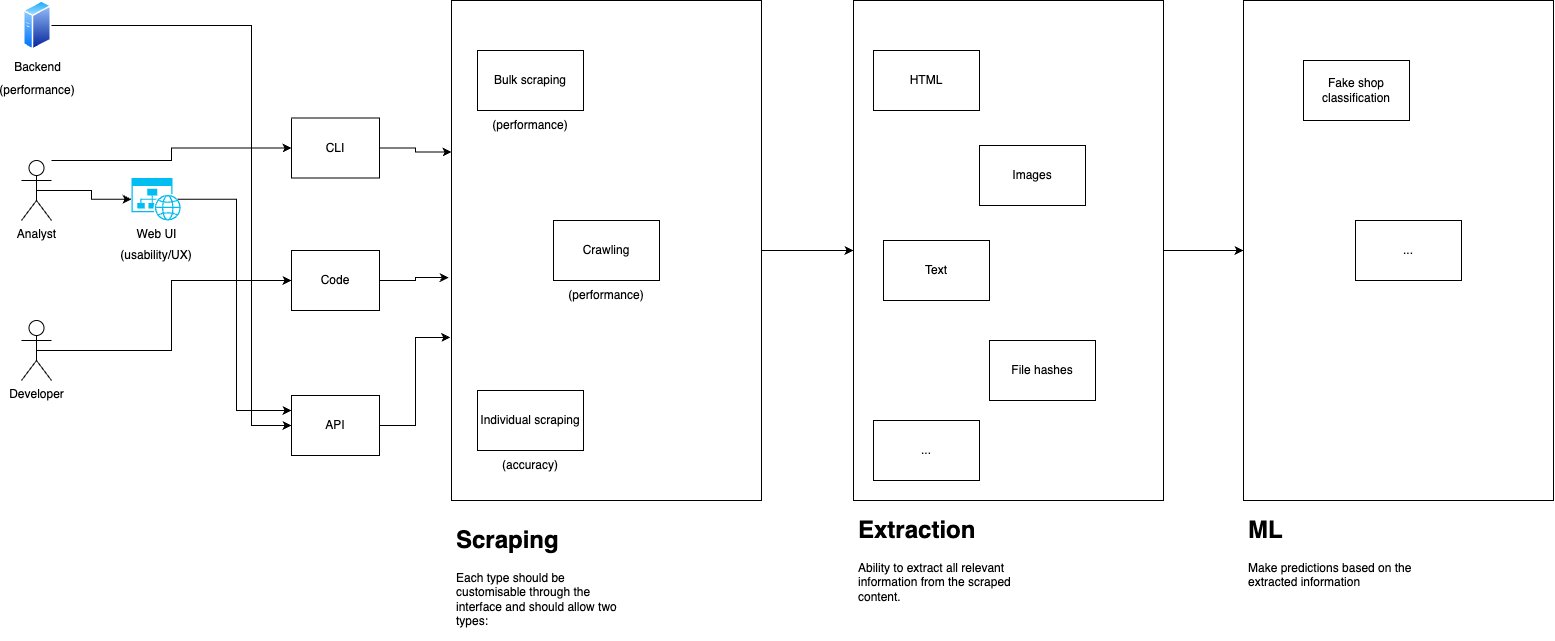 Backend
(performance)
Analyst
Web UI
(usability/UX)
Developer
CLI
Code
API
Bulk scraping
(performance)
Crawling
(performance)
Individual scraping
(accuracy)
Scraping
Each type should be
customisable through the
interface and should allow two
types:
HTML
Images
Text
File hashes
...
Extraction
Ability to extract all relevant
information from the scraped
content.
Fake shop
classification
...
ML
Make predictions based on the
extracted information